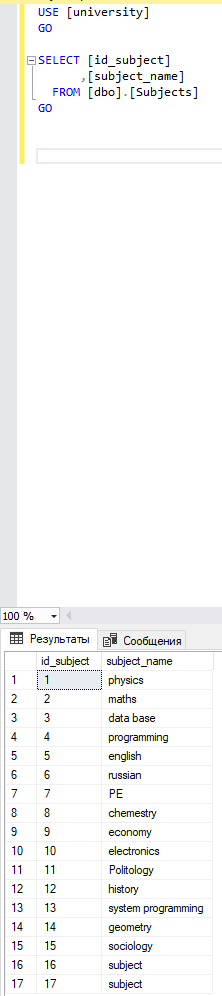 USE [university]
GO
SELECT [id_subject]
,[subject_name]
FROM [dbo].[Subjects]
GO
100 %
Результаты
Сообщения
id_subject subject_name
1 1 physics
2 2 maths
3 3 data base
4 4 programming
5 5 english
6 6 russian
7 7 PE
8 8 chemestry
9 9 economy
10 10 electronics
11 11 Politology
12 12 history
13 13 system programming
14 14 geometry
15 15 sociology
16 16 subject
17 17 subject